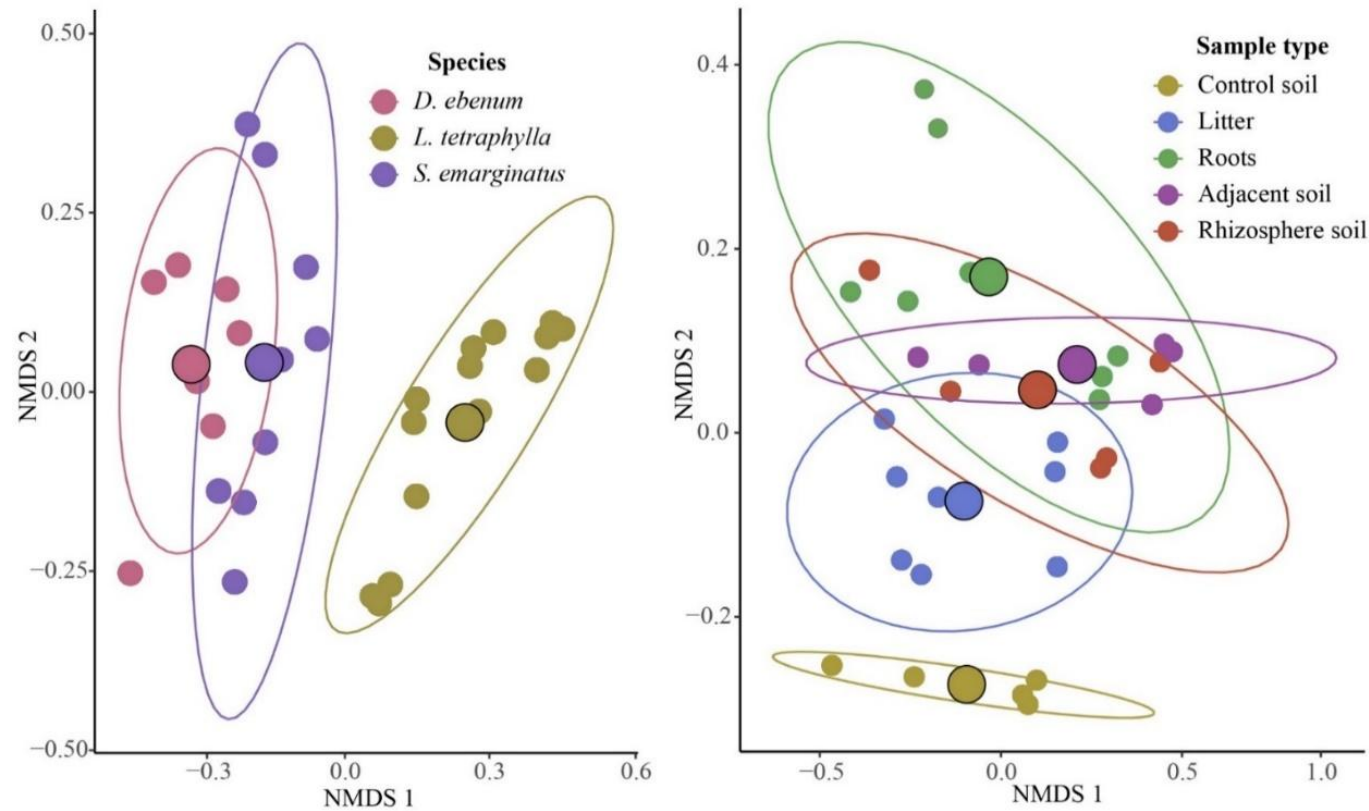 Species
D. ebenum
L. tetraphylla
S. emarginatus
0.50
0.25
0.00
−0.25
−0.50
NMDS 2
−0.3
0.0
0.3
0.6
NMDS 1
Sample type
Control soil
Litter
Roots
Adjacent soil
Rhizosphere soil
0.4
0.2
0.0
−0.2
NMDS 2
−0.5
0.0
0.5
1.0
NMDS 1